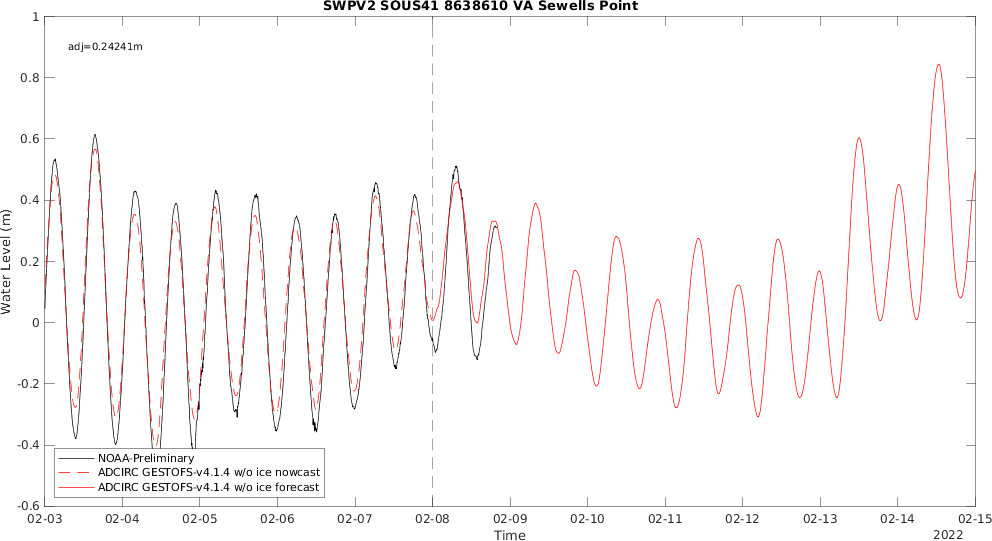 SWPV2 SOUS41 8638610 VA Sewells Point
adj=0.24241m
Water Level (m)
1
0.8
0.6
0.4
0.2
0
-0.2
-0.4
-0.6
NOAA-Preliminary
ADCIRC GESTOFS-v4.1.4 w/o ice nowcast
ADCIRC GESTOFS-v4.1.4 w/o ice forecast
02-03 02-04 02-05 02-06 02-07 02-08 02-09 02-10 02-11 02-12 02-13 02-14 02-15
Time
2022